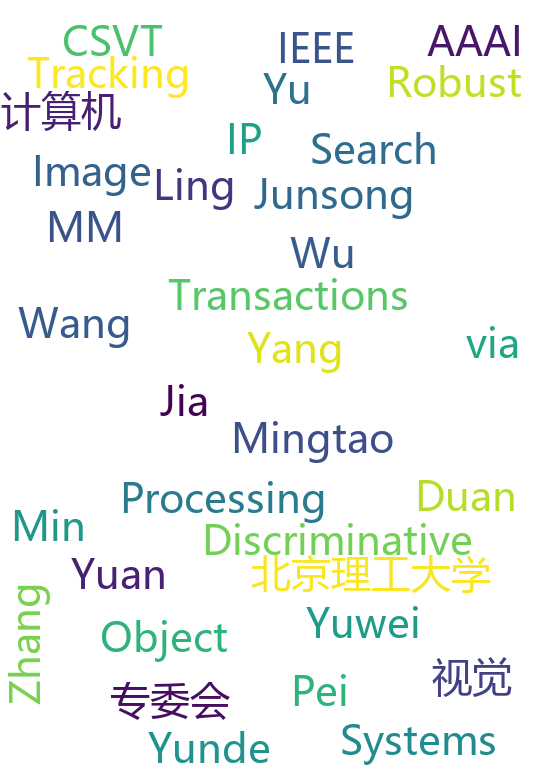 CSVT
IEEE
AAAI
Tracking
Yu
Robust
计算机
IP
Search
Image
Ling
Junsong
MM
Wu
Transactions
Wang
Yang
via
Jia
Mingtao
Processing
Duan
Min
Discriminative
Yuan
北京理工大学
Zhang
Object
Yuwei
专委会
Pei
视觉
Yunde
Systems